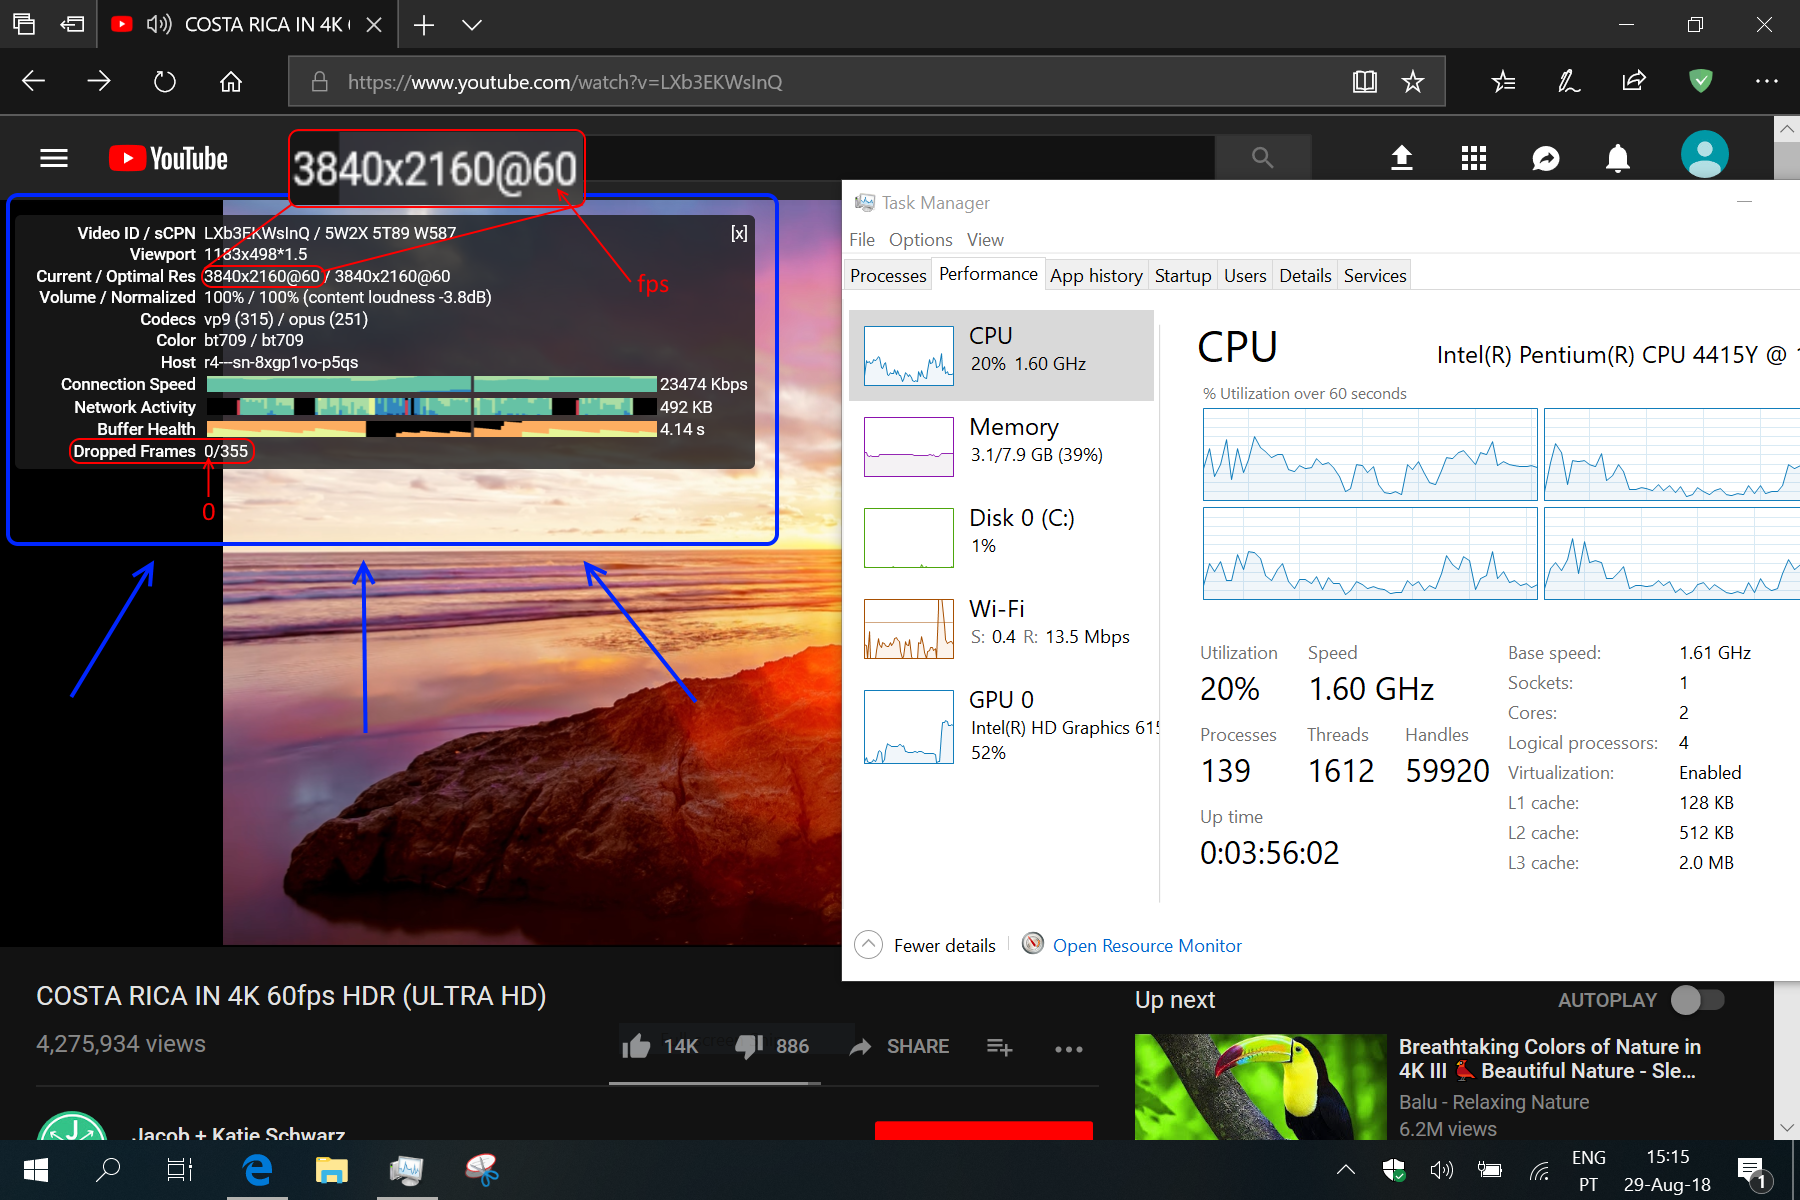 COSTA RICA IN 4K
https://www.youtube.com/watch?v=LXb3EKWsInQ
YouTube
3840x2160@60
Video ID / sCPN LXb3EKWsInQ / 5W2X 5T89 W587
[x]
Viewport 1183x498*1.5
Current / Optimal Res 3840x2160@60 / 3840x2160@60
fps
Volume / Normalized 100% / 100% (content loudness -3.8dB)
Codecs vp9 (315) / opus (251)
Color bt709 / bt709
Host r4---sn-8xgp1vo-p5qs
Connection Speed 23474 Kbps
Network Activity 492 KB
Buffer Health 4.14 s
Dropped Frames 0/355
0
Task Manager
File Options View
Processes Performance App history Startup Users Details Services
CPU
20% 1.60 GHz
Memory
3.1/7.9 GB (39%)
Disk 0 (C:)
1%
Wi-Fi
S: 0.4 R: 13.5 Mbps
GPU 0
Intel(R) HD Graphics 615
52%
CPU
Intel(R) Pentium(R) CPU 4415Y @
% Utilization over 60 seconds
Utilization Speed
20% 1.60 GHz
Processes Threads Handles
139 1612 59920
Up time
0:03:56:02
Base speed: 1.61 GHz
Sockets: 1
Cores: 2
Logical processors: 4
Virtualization: Enabled
L1 cache: 128 KB
L2 cache: 512 KB
L3 cache: 2.0 MB
Fewer details
Open Resource Monitor
COSTA RICA IN 4K 60fps HDR (ULTRA HD)
4,275,934 views
14K 886 SHARE
Up next
AUTOPLAY
Breathtaking Colors of Nature in
4K III 💃 Beautiful Nature - Sle...
Balu - Relaxing Nature
6.2M views
Jacob + Katie Schwarz
ENG
PT
15:15
29-Aug-18
1